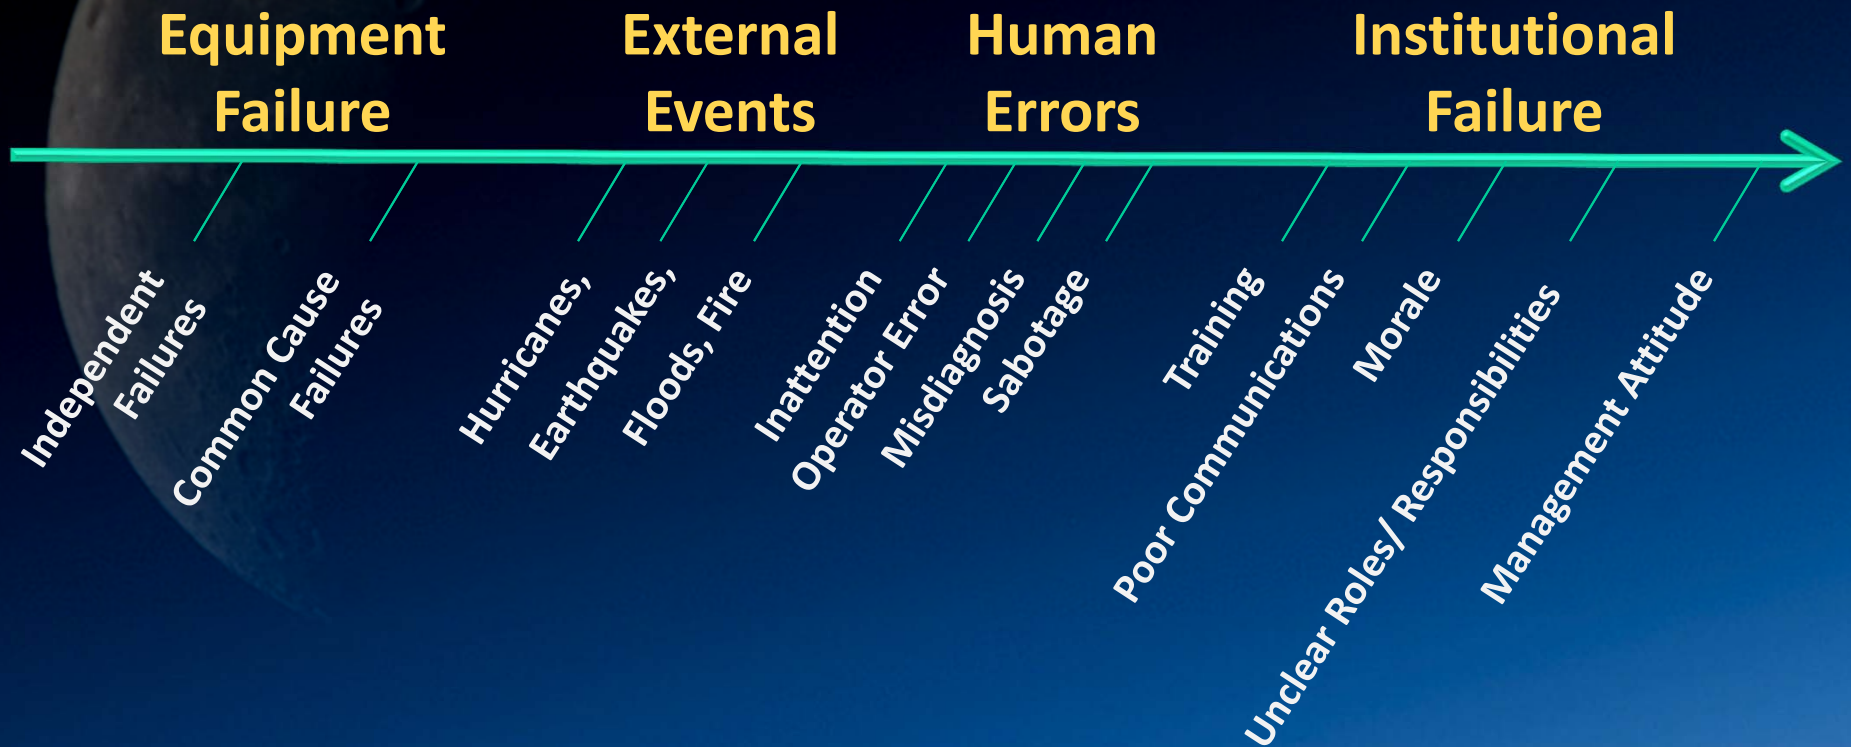 Equipment
Failure
External
Events
Human
Errors
Institutional
Failure
Independent
Failures
Common Cause
Failures
Hurricanes,
Earthquakes,
Floods, Fire
Inattention
Operator Error
Misdiagnosis
Sabotage
Training
Poor Communications
Morale
Unclear Roles/ Responsibilities
Management Attitude